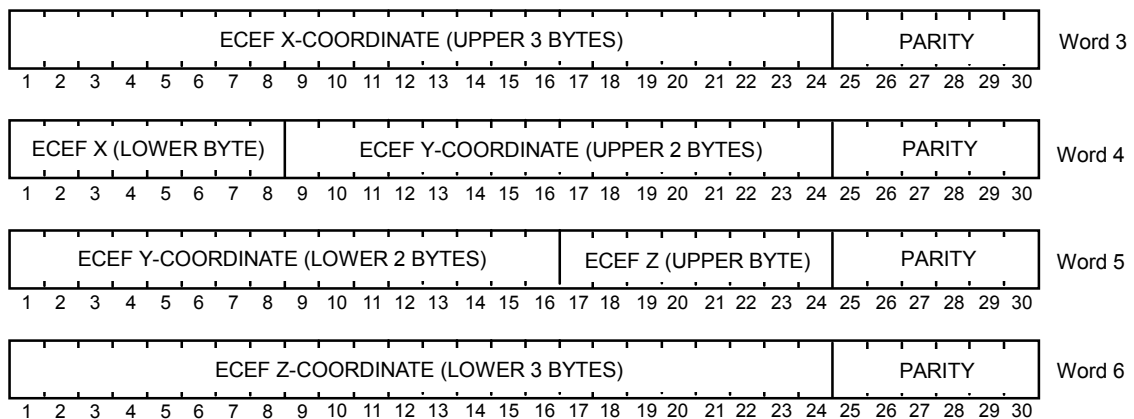 ECEF X-COORDINATE (UPPER 3 BYTES) PARITY Word 3
1 2 3 4 5 6 7 8 9 10 11 12 13 14 15 16 17 18 19 20 21 22 23 24 25 26 27 28 29 30
ECEF X (LOWER BYTE) ECEF Y-COORDINATE (UPPER 2 BYTES) PARITY Word 4
1 2 3 4 5 6 7 8 9 10 11 12 13 14 15 16 17 18 19 20 21 22 23 24 25 26 27 28 29 30
ECEF Y-COORDINATE (LOWER 2 BYTES) ECEF Z (UPPER BYTE) PARITY Word 5
1 2 3 4 5 6 7 8 9 10 11 12 13 14 15 16 17 18 19 20 21 22 23 24 25 26 27 28 29 30
ECEF Z-COORDINATE (LOWER 3 BYTES) PARITY Word 6
1 2 3 4 5 6 7 8 9 10 11 12 13 14 15 16 17 18 19 20 21 22 23 24 25 26 27 28 29 30